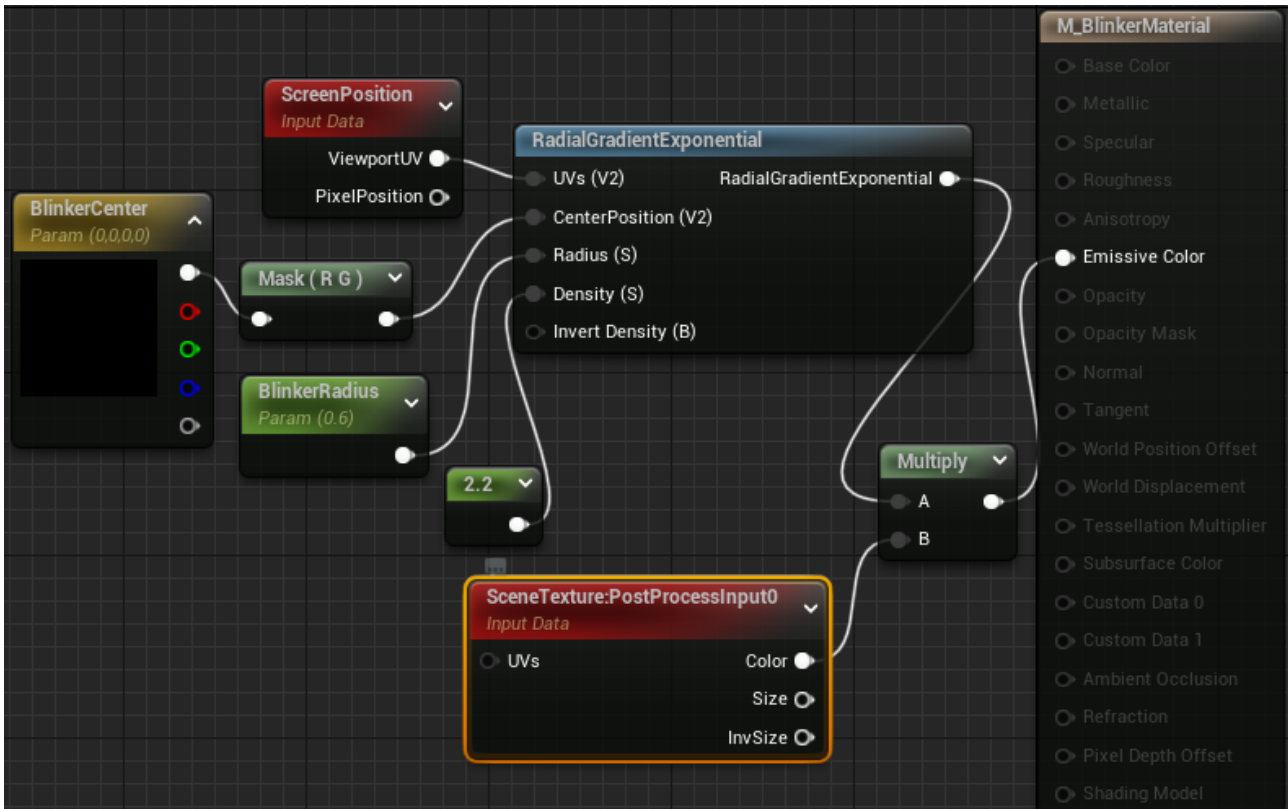 ScreenPosition
Input Data
ViewportUV
PixelPosition
BlinkerCenter
Param (0,0,0,0)
Mask ( R G )
BlinkerRadius
Param (0.6)
2.2
RadialGradientExponential
UVs (V2)
RadialGradientExponential
CenterPosition (V2)
Radius (S)
Density (S)
Invert Density (B)
SceneTexture:PostProcessInput0
Input Data
UVs
Color
Size
InvSize
Multiply
A
B
M_BlinkerMaterial
Base Color
Metallic
Specular
Roughness
Anisotropy
Emissive Color
Opacity
Opacity Mask
Normal
Tangent
World Position Offset
World Displacement
Tessellation Multiplier
Subsurface Color
Custom Data 0
Custom Data 1
Ambient Occlusion
Refraction
Pixel Depth Offset
Shading Model